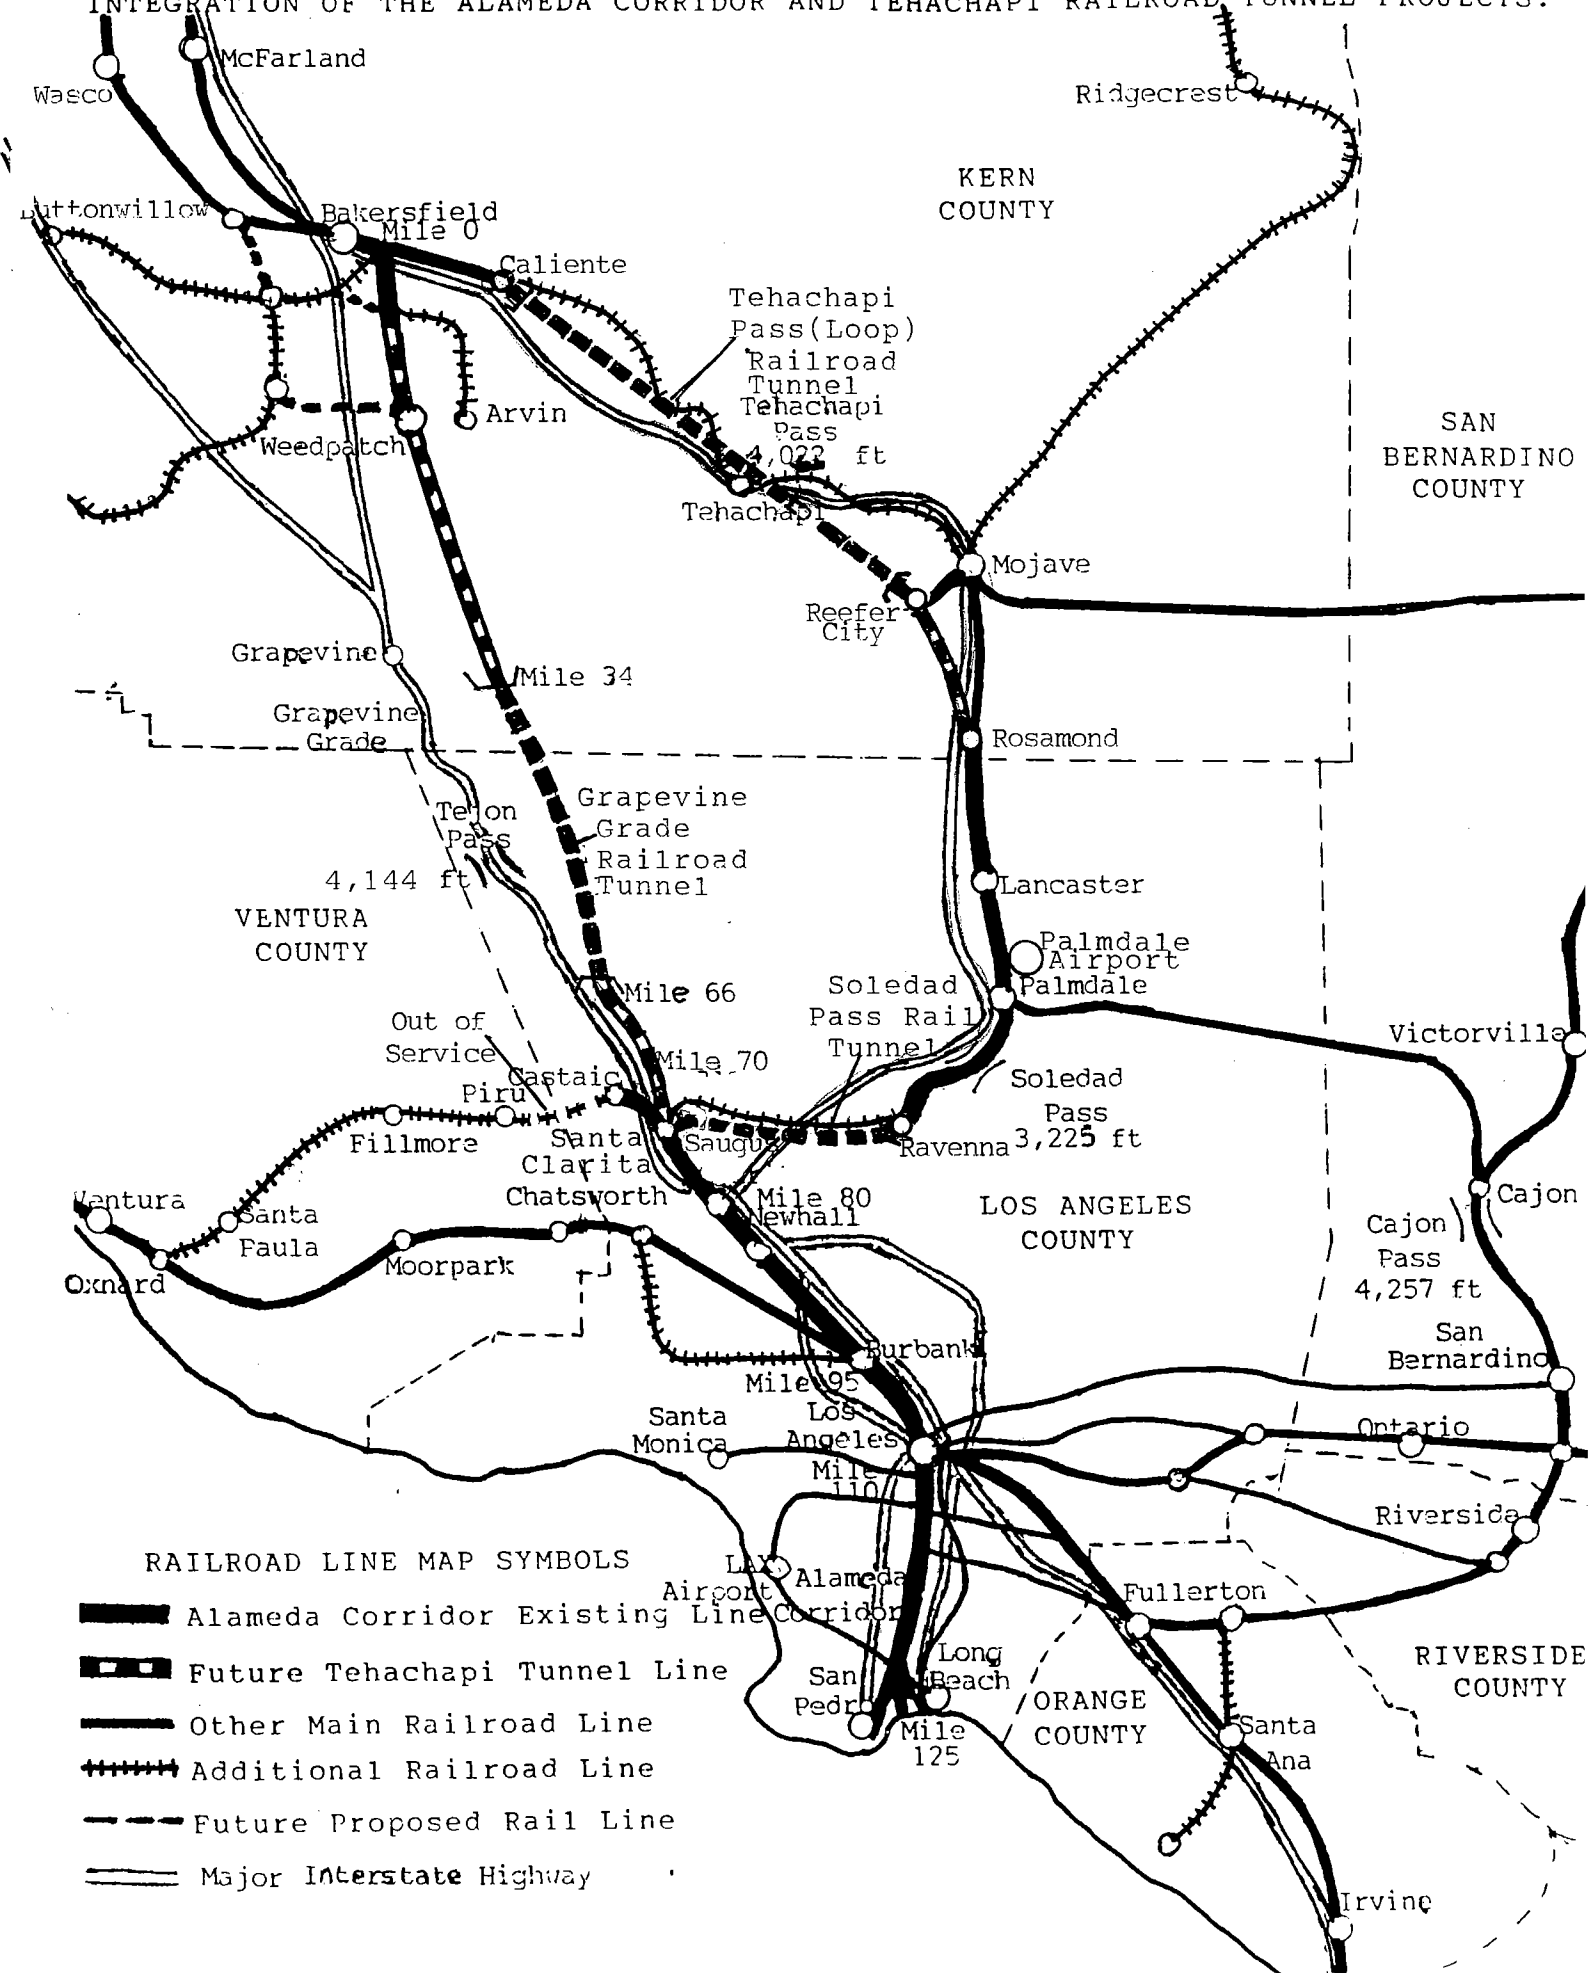 INTEGRATION OF THE ALAMEDA CORRIDOR AND TEHACHAPI RAILROAD TUNNEL PROJECTS.
McFarland
Wasco
Ridgecrest
KERN
COUNTY
Buttonwillow
Bakersfield
Mile 0
Caliente
Tehachapi
Pass(Loop)
Railroad
Tunnel
Tehachapi
Pass
4,022 ft
Arvin
Weedpatch
SAN
BERNARDINO
COUNTY
Tehachapi
Mojave
Reefer
City
Grapevine
Mile 34
Grapevine
Grade
Rosamond
Grapevine
Grade
Railroad
Tunnel
Tejon
Pass
4,144 ft
Lancaster
VENTURA
COUNTY
Palmdale
Airport
Palmdale
Soledad
Pass Rail
Tunnel
Mile 66
Out of
Service
Victorville
Mile 70
Castaic
Piru
Soledad
Pass
3,225 ft
Fillmore
Santa
Clarita
Saugus
Ravenna
Chatsworth
Mile 80
Newhall
Ventura
Santa
Faula
LOS ANGELES
COUNTY
Cajon
Cajon
Pass
4,257 ft
Oxnard
Moorpark
San
Bernardino
Burbank
Mile 95
Santa
Monica
Los
Angeles
Mile
110
Ontario
Riverside
RAILROAD LINE MAP SYMBOLS
LAX
Airport
Alameda
Corridor
Fullerton
Alameda Corridor Existing Line
Future Tehachapi Tunnel Line
Other Main Railroad Line
Additional Railroad Line
Future Proposed Rail Line
Major Interstate Highway
San
Pedro
Long
Beach
Mile
125
ORANGE
COUNTY
RIVERSIDE
COUNTY
Santa
Ana
Irvine